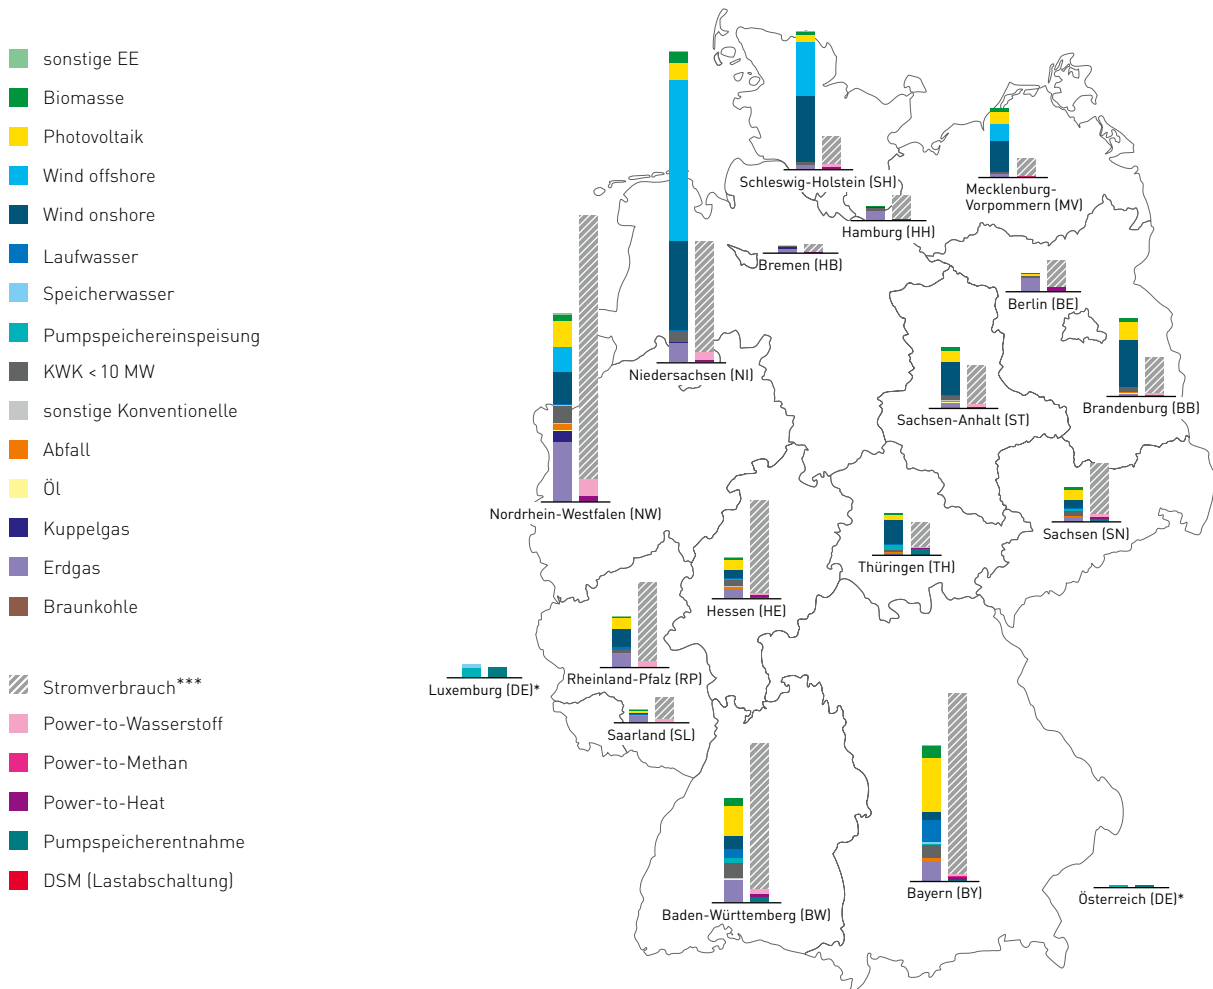 sonstige EE
Biomasse
Photovoltaik
Wind offshore
Wind onshore
Laufwasser
Speicherwasser
Pumpspeichereinspeisung
KWK < 10 MW
sonstige Konventionelle
Abfall
Öl
Kuppelgas
Erdgas
Braunkohle
Stromverbrauch***
Power-to-Wasserstoff
Power-to-Methan
Power-to-Heat
Pumpspeicherentnahme
DSM (Lastabschaltung)
Schleswig-Holstein (SH)
Mecklenburg-
Vorpommern (MV)
Hamburg (HH)
Bremen (HB)
Berlin (BE)
Niedersachsen (NI)
Brandenburg (BB)
Sachsen-Anhalt (ST)
Nordrhein-Westfalen (NW)
Sachsen (SN)
Thüringen (TH)
Hessen (HE)
Rheinland-Pfalz (RP)
Luxemburg (DE)*
Saarland (SL)
Bayern (BY)
Österreich (DE)*
Baden-Württemberg (BW)